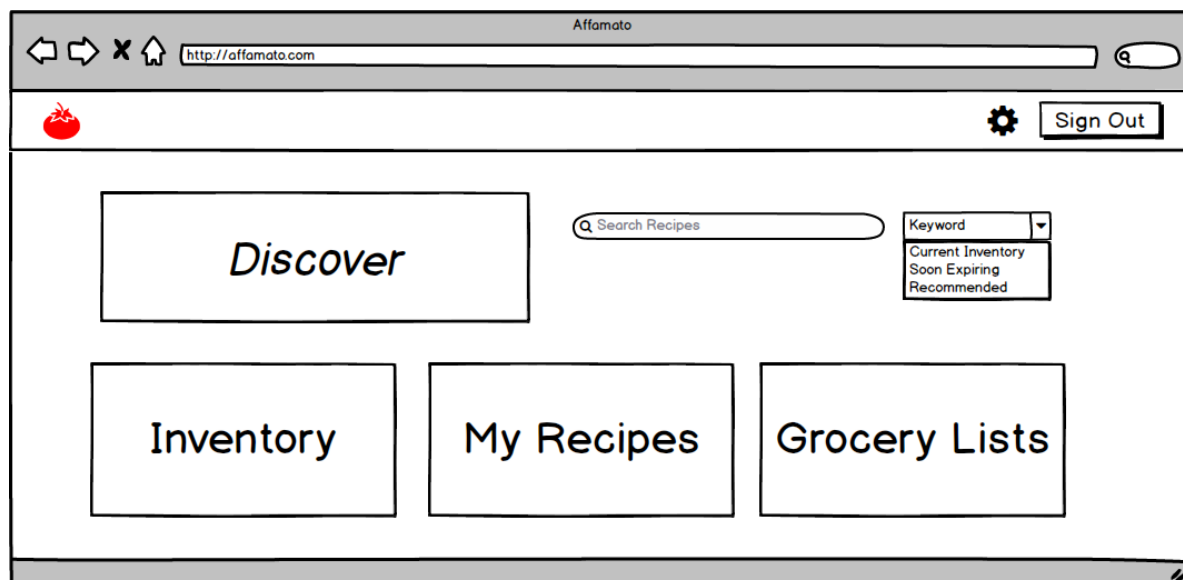 Affamato
http://affamato.com
Sign Out
Discover
Search Recipes
Keyword
Current Inventory
Soon Expiring
Recommended
Inventory
My Recipes
Grocery Lists